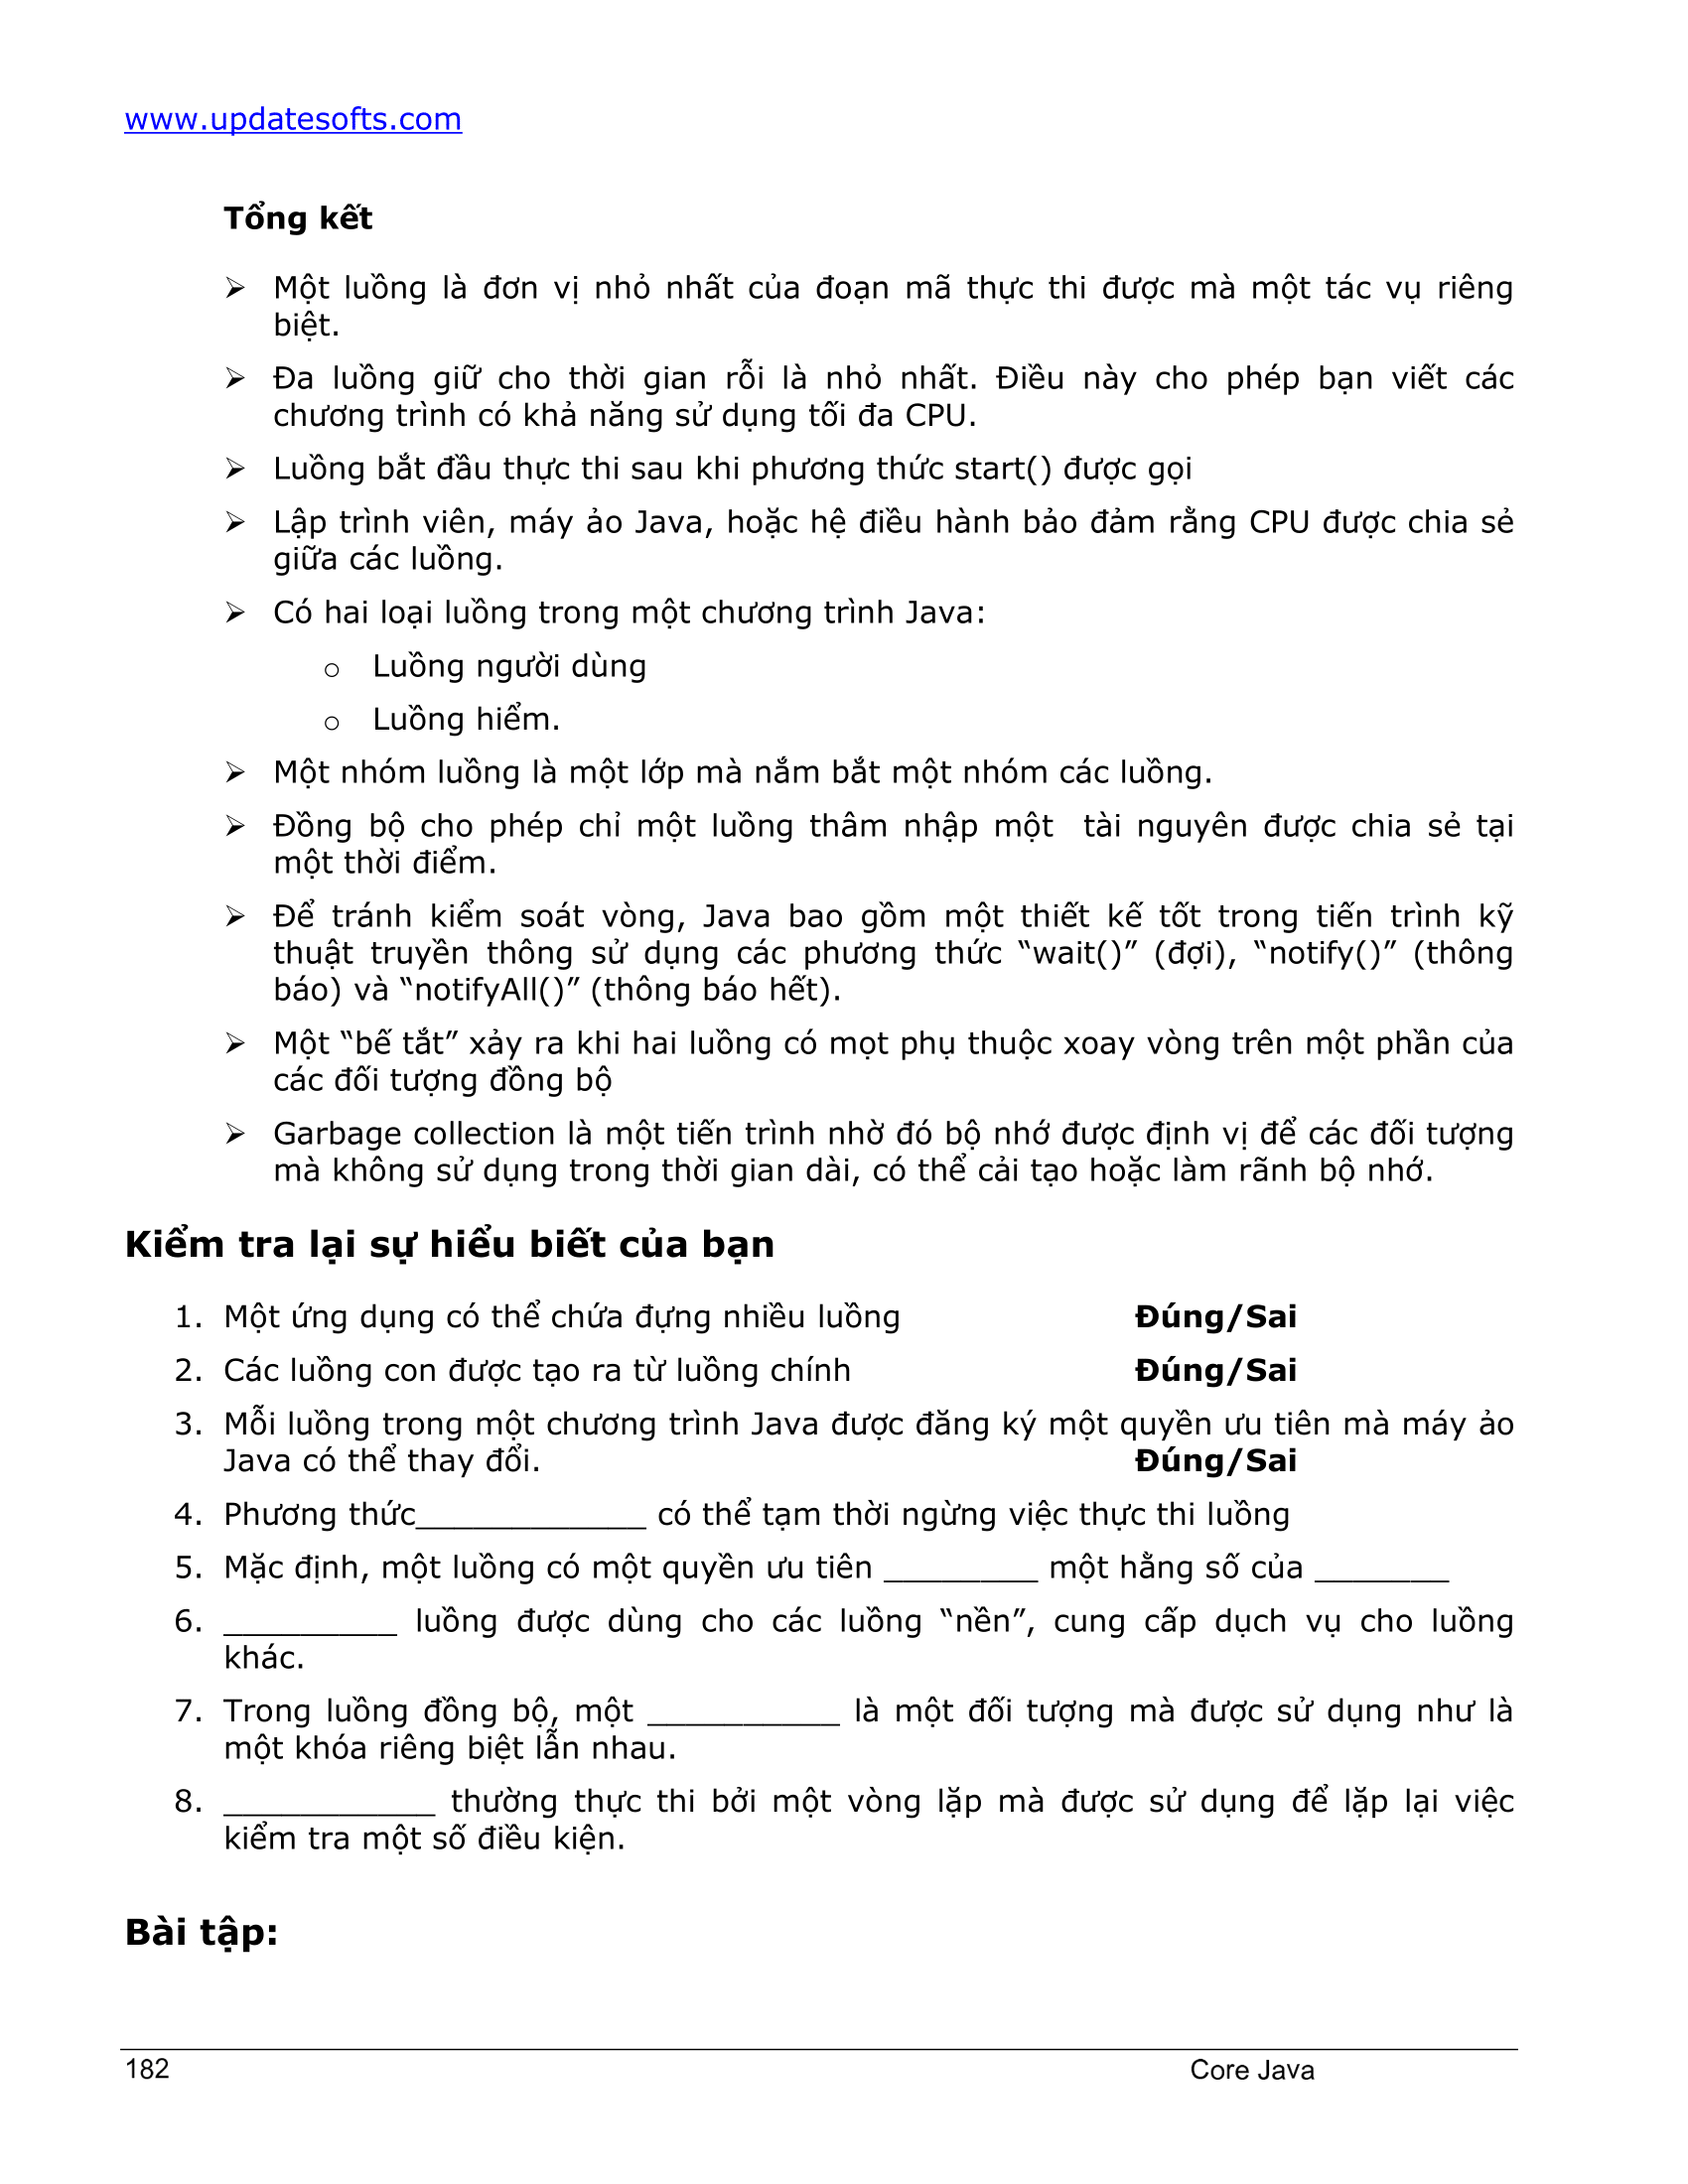 www.updatesofts.com
Tổng kết
➢ Một luồng là đơn vị nhỏ nhất của đoạn mã thực thi được mà một tác vụ riêng
biệt.
➢ Đa luồng giữ cho thời gian rỗi là nhỏ nhất. Điều này cho phép bạn viết các
chương trình có khả năng sử dụng tối đa CPU.
➢ Luồng bắt đầu thực thi sau khi phương thức start() được gọi
➢ Lập trình viên, máy ảo Java, hoặc hệ điều hành bảo đảm rằng CPU được chia sẻ
giữa các luồng.
➢ Có hai loại luồng trong một chương trình Java:
o Luồng người dùng
o Luồng hiểm.
➢ Một nhóm luồng là một lớp mà nắm bắt một nhóm các luồng.
➢ Đồng bộ cho phép chỉ một luồng thâm nhập một tài nguyên được chia sẻ tại
một thời điểm.
➢ Để tránh kiểm soát vòng, Java bao gồm một thiết kế tốt trong tiến trình kỹ
thuật truyền thông sử dụng các phương thức “wait()” (đợi), “notify()” (thông
báo) và “notifyAll()” (thông báo hết).
➢ Một “bế tắt” xảy ra khi hai luồng có mọt phụ thuộc xoay vòng trên một phần của
các đối tượng đồng bộ
➢ Garbage collection là một tiến trình nhờ đó bộ nhớ được định vị để các đối tượng
mà không sử dụng trong thời gian dài, có thể cải tạo hoặc làm rãnh bộ nhớ.
Kiểm tra lại sự hiểu biết của bạn
1. Một ứng dụng có thể chứa đựng nhiều luồng Đúng/Sai
2. Các luồng con được tạo ra từ luồng chính Đúng/Sai
3. Mỗi luồng trong một chương trình Java được đăng ký một quyền ưu tiên mà máy ảo
Java có thể thay đổi. Đúng/Sai
4. Phương thức____________ có thể tạm thời ngừng việc thực thi luồng
5. Mặc định, một luồng có một quyền ưu tiên ________ một hằng số của _______
6. _________ luồng được dùng cho các luồng “nền”, cung cấp dụch vụ cho luồng
khác.
7. Trong luồng đồng bộ, một __________ là một đối tượng mà được sử dụng như là
một khóa riêng biệt lẫn nhau.
8. ___________ thường thực thi bởi một vòng lặp mà được sử dụng để lặp lại việc
kiểm tra một số điều kiện.
Bài tập:
182 Core Java